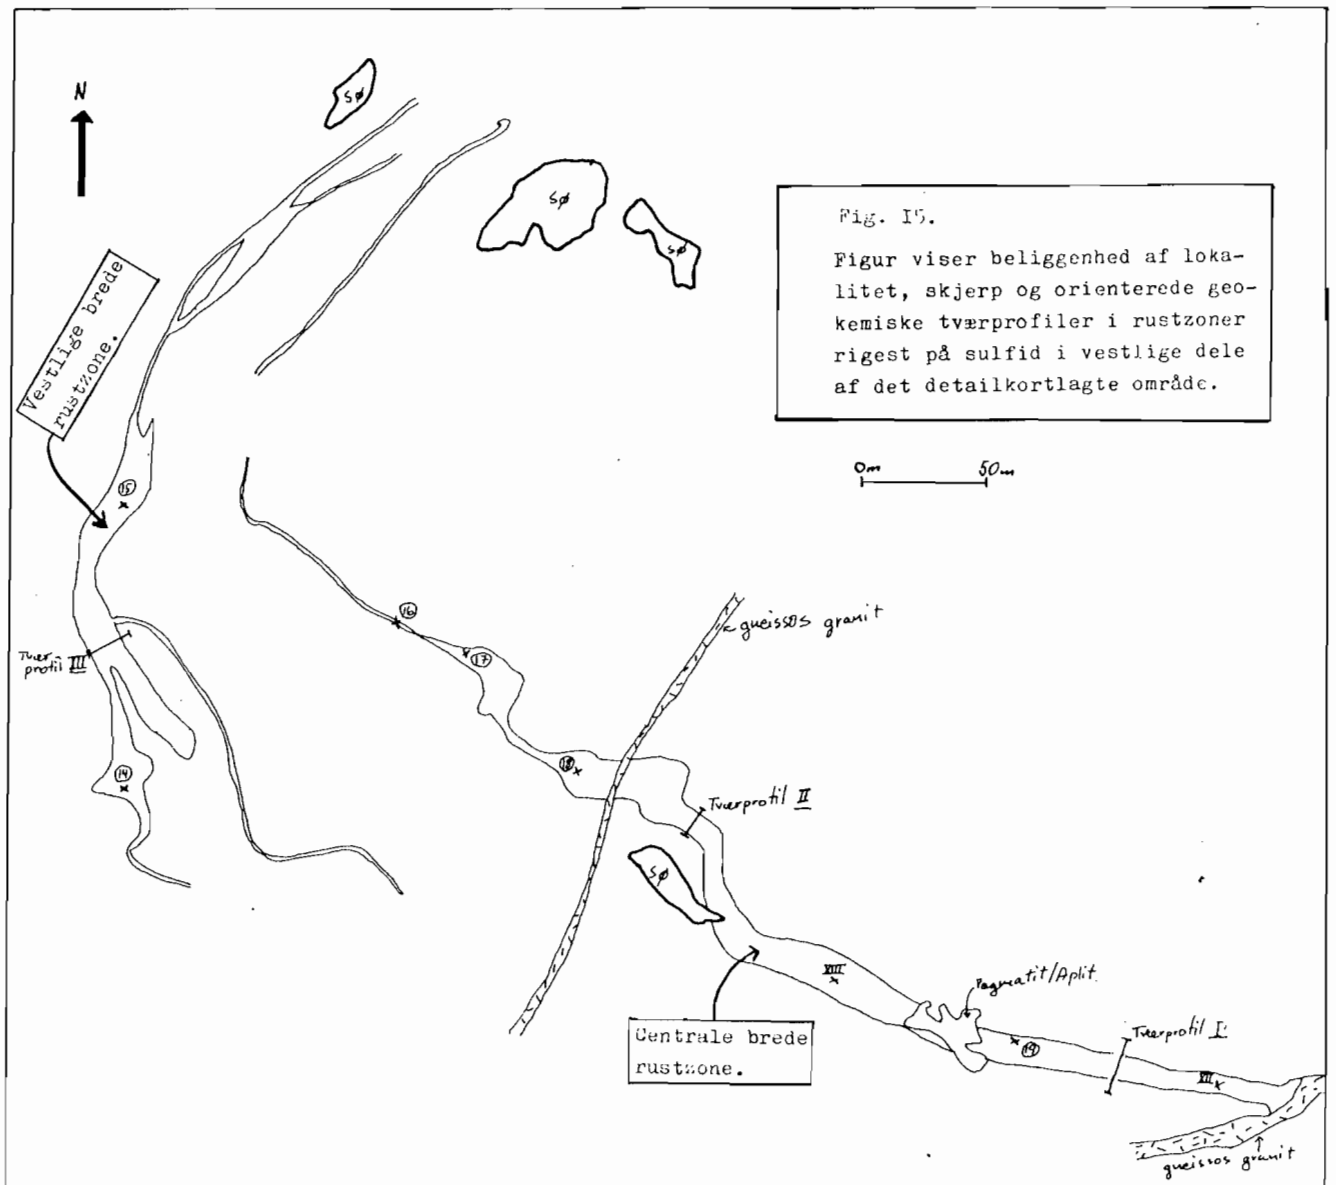 N
sø
sø
sø
Fig. 15.
Figur viser beliggenhed af loka-
litet, skjerp og orienterede geo-
kemiske tværprofiler i rustzoner
rigest på sulfid i vestlige dele
af det detailkortlagte område.
0m 50m
Vestlige brede
rustzone.
15
16
17
gneissos granit
Tvær-
profil III
14
18
Tværprofil II
sø
XIII
Pegmatit/Aplit
Centrale brede
rustzone.
19
Tværprofil I
XII
gneissos granit